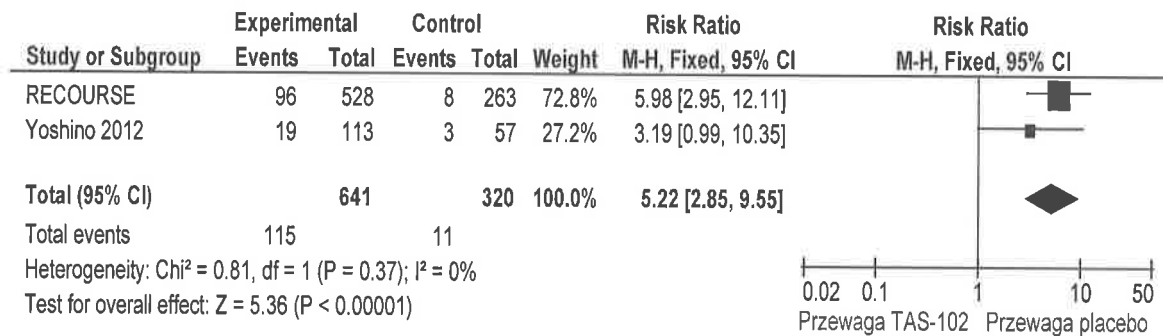 Experimental Control Risk Ratio Risk Ratio
Study or Subgroup Events Total Events Total Weight M-H, Fixed, 95% CI M-H, Fixed, 95% CI
RECOURSE 96 528 8 263 72.8% 5.98 [2.95, 12.11]
Yoshino 2012 19 113 3 57 27.2% 3.19 [0.99, 10.35]
Total (95% CI) 641 320 100.0% 5.22 [2.85, 9.55]
Total events 115 11
Heterogeneity: Chi² = 0.81, df = 1 (P = 0.37); I² = 0%
Test for overall effect: Z = 5.36 (P < 0.00001)
0.02 0.1 1 10 50
Przewaga TAS-102 Przewaga placebo